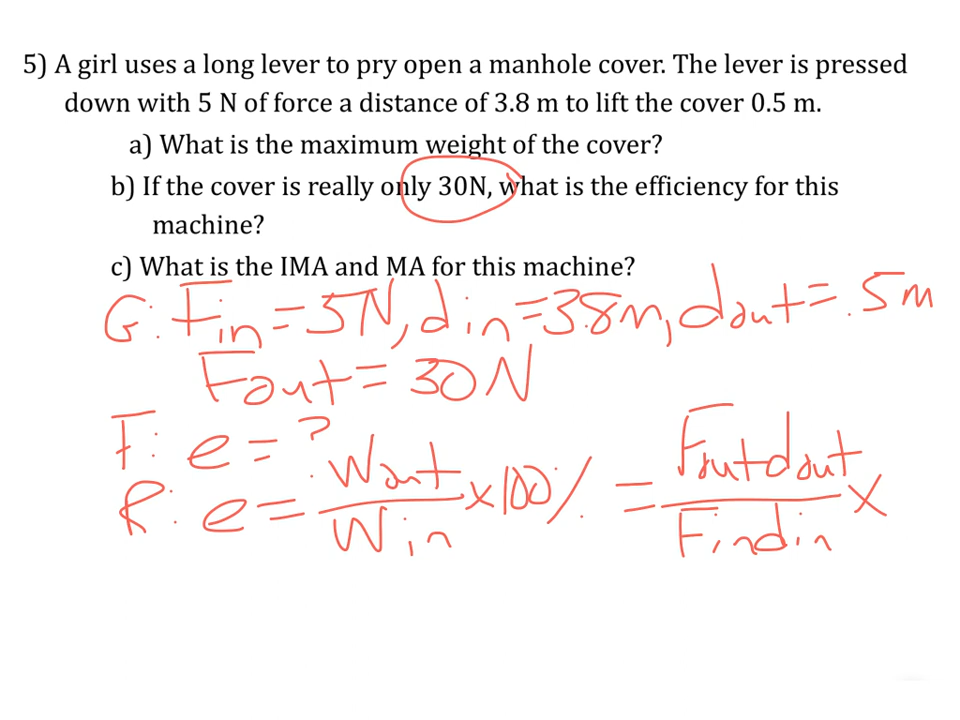 5) A girl uses a long lever to pry open a manhole cover. The lever is pressed
down with 5 N of force a distance of 3.8 m to lift the cover 0.5 m.
a) What is the maximum weight of the cover?
b) If the cover is really only 30N, what is the efficiency for this
machine?
c) What is the IMA and MA for this machine?
G: Fin = 5N, din = 3.8m, dout = .5m
Fout = 30N
F: e = ?
R: e = Wout/Win x 100% = Foutdout/Findin x